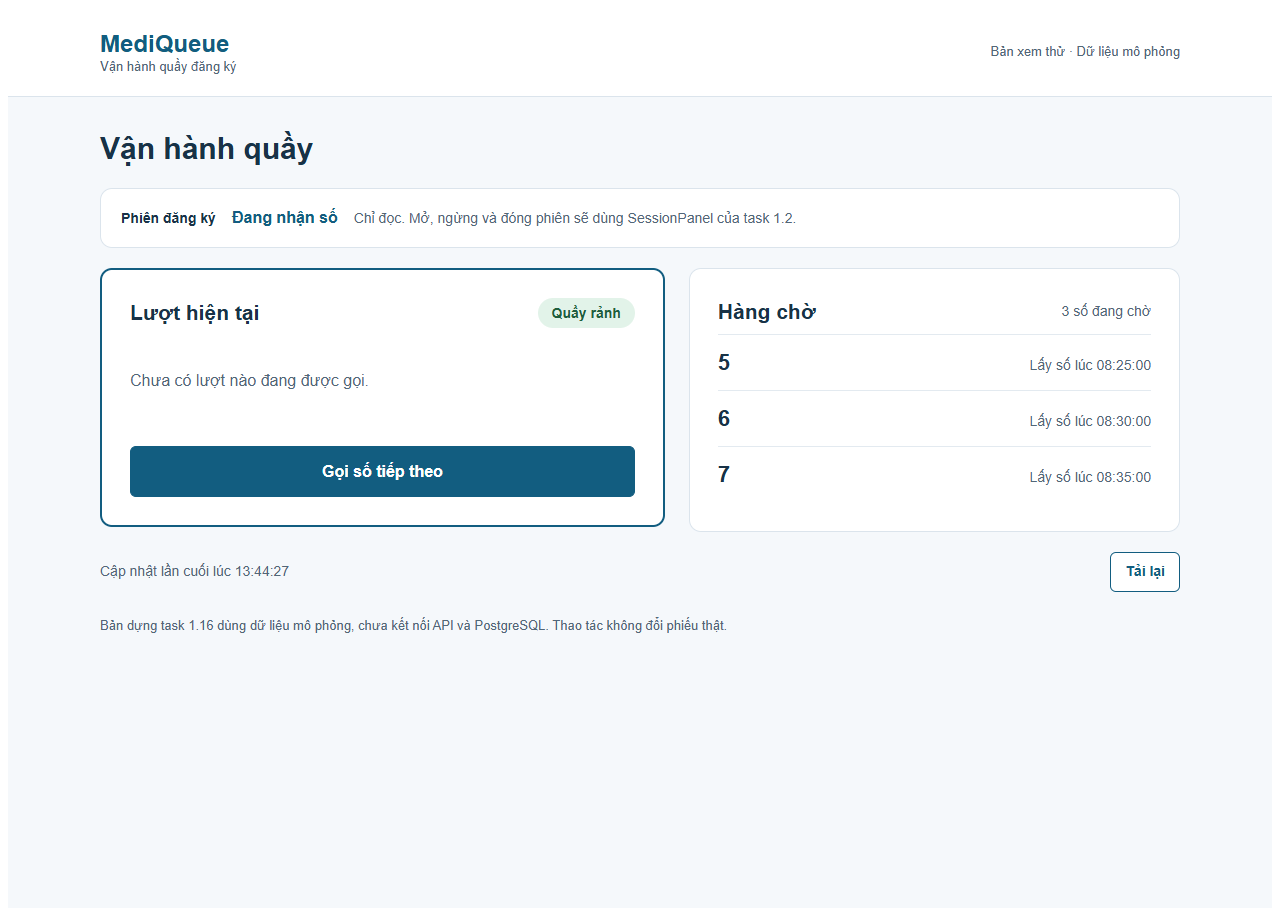 MediQueue
Vận hành quầy đăng ký
Bản xem thử · Dữ liệu mô phỏng
Vận hành quầy
Phiên đăng ký Đang nhận số Chỉ đọc. Mở, ngừng và đóng phiên sẽ dùng SessionPanel của task 1.2.
Lượt hiện tại
Quầy rảnh
Chưa có lượt nào đang được gọi.
Gọi số tiếp theo
Hàng chờ
3 số đang chờ
5
Lấy số lúc 08:25:00
6
Lấy số lúc 08:30:00
7
Lấy số lúc 08:35:00
Cập nhật lần cuối lúc 13:44:27
Tải lại
Bản dựng task 1.16 dùng dữ liệu mô phỏng, chưa kết nối API và PostgreSQL. Thao tác không đổi phiếu thật.